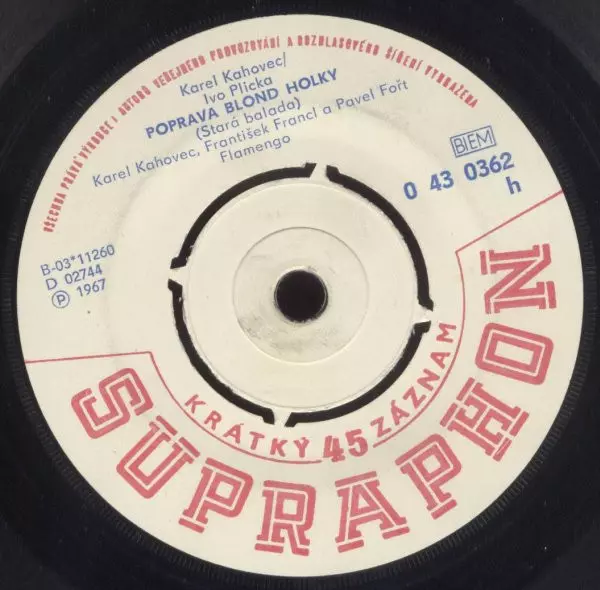 VŠECHNA PRÁVA VÝROBCE I AUTORŮ VEŘEJNÉHO PROVOZOVÁNÍ A ROZHLASOVÉHO ŠÍŘENÍ VYHRAŽENA
Karel Kahovec/
Ivo Plicka
POPRAVA BLOND HOLKY
(Stará balada)
Karel Kahovec, František Francl a Pavel Fořt
Flamengo
BIEM
0 43 0362
h
B-03*11260
D 02744
Ⓟ 1967
KRÁTKÝ 45 ZÁZNAM
SUPRAPHON